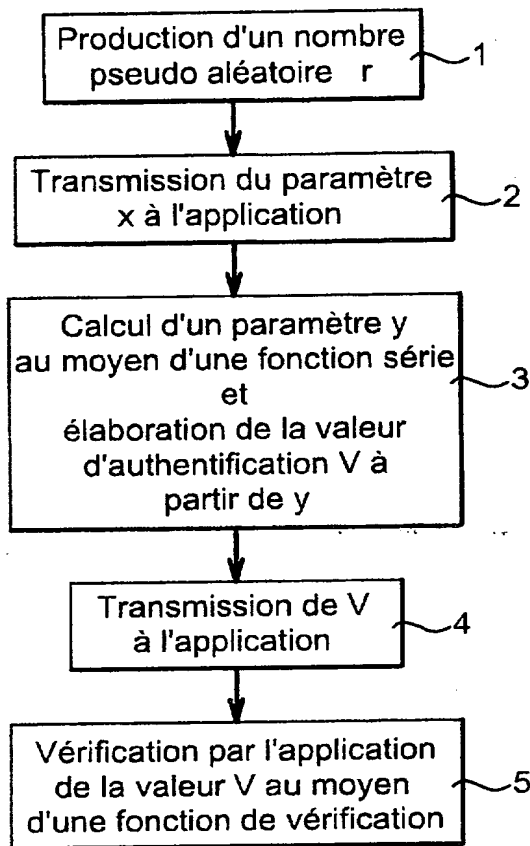 Production d'un nombre
pseudo aléatoire r
1
Transmission du paramètre
x à l'application
2
Calcul d'un paramètre y
au moyen d'une fonction série
et
élaboration de la valeur
d'authentification V à
partir de y
3
Transmission de V
à l'application
4
Vérification par l'application
de la valeur V au moyen
d'une fonction de vérification
5